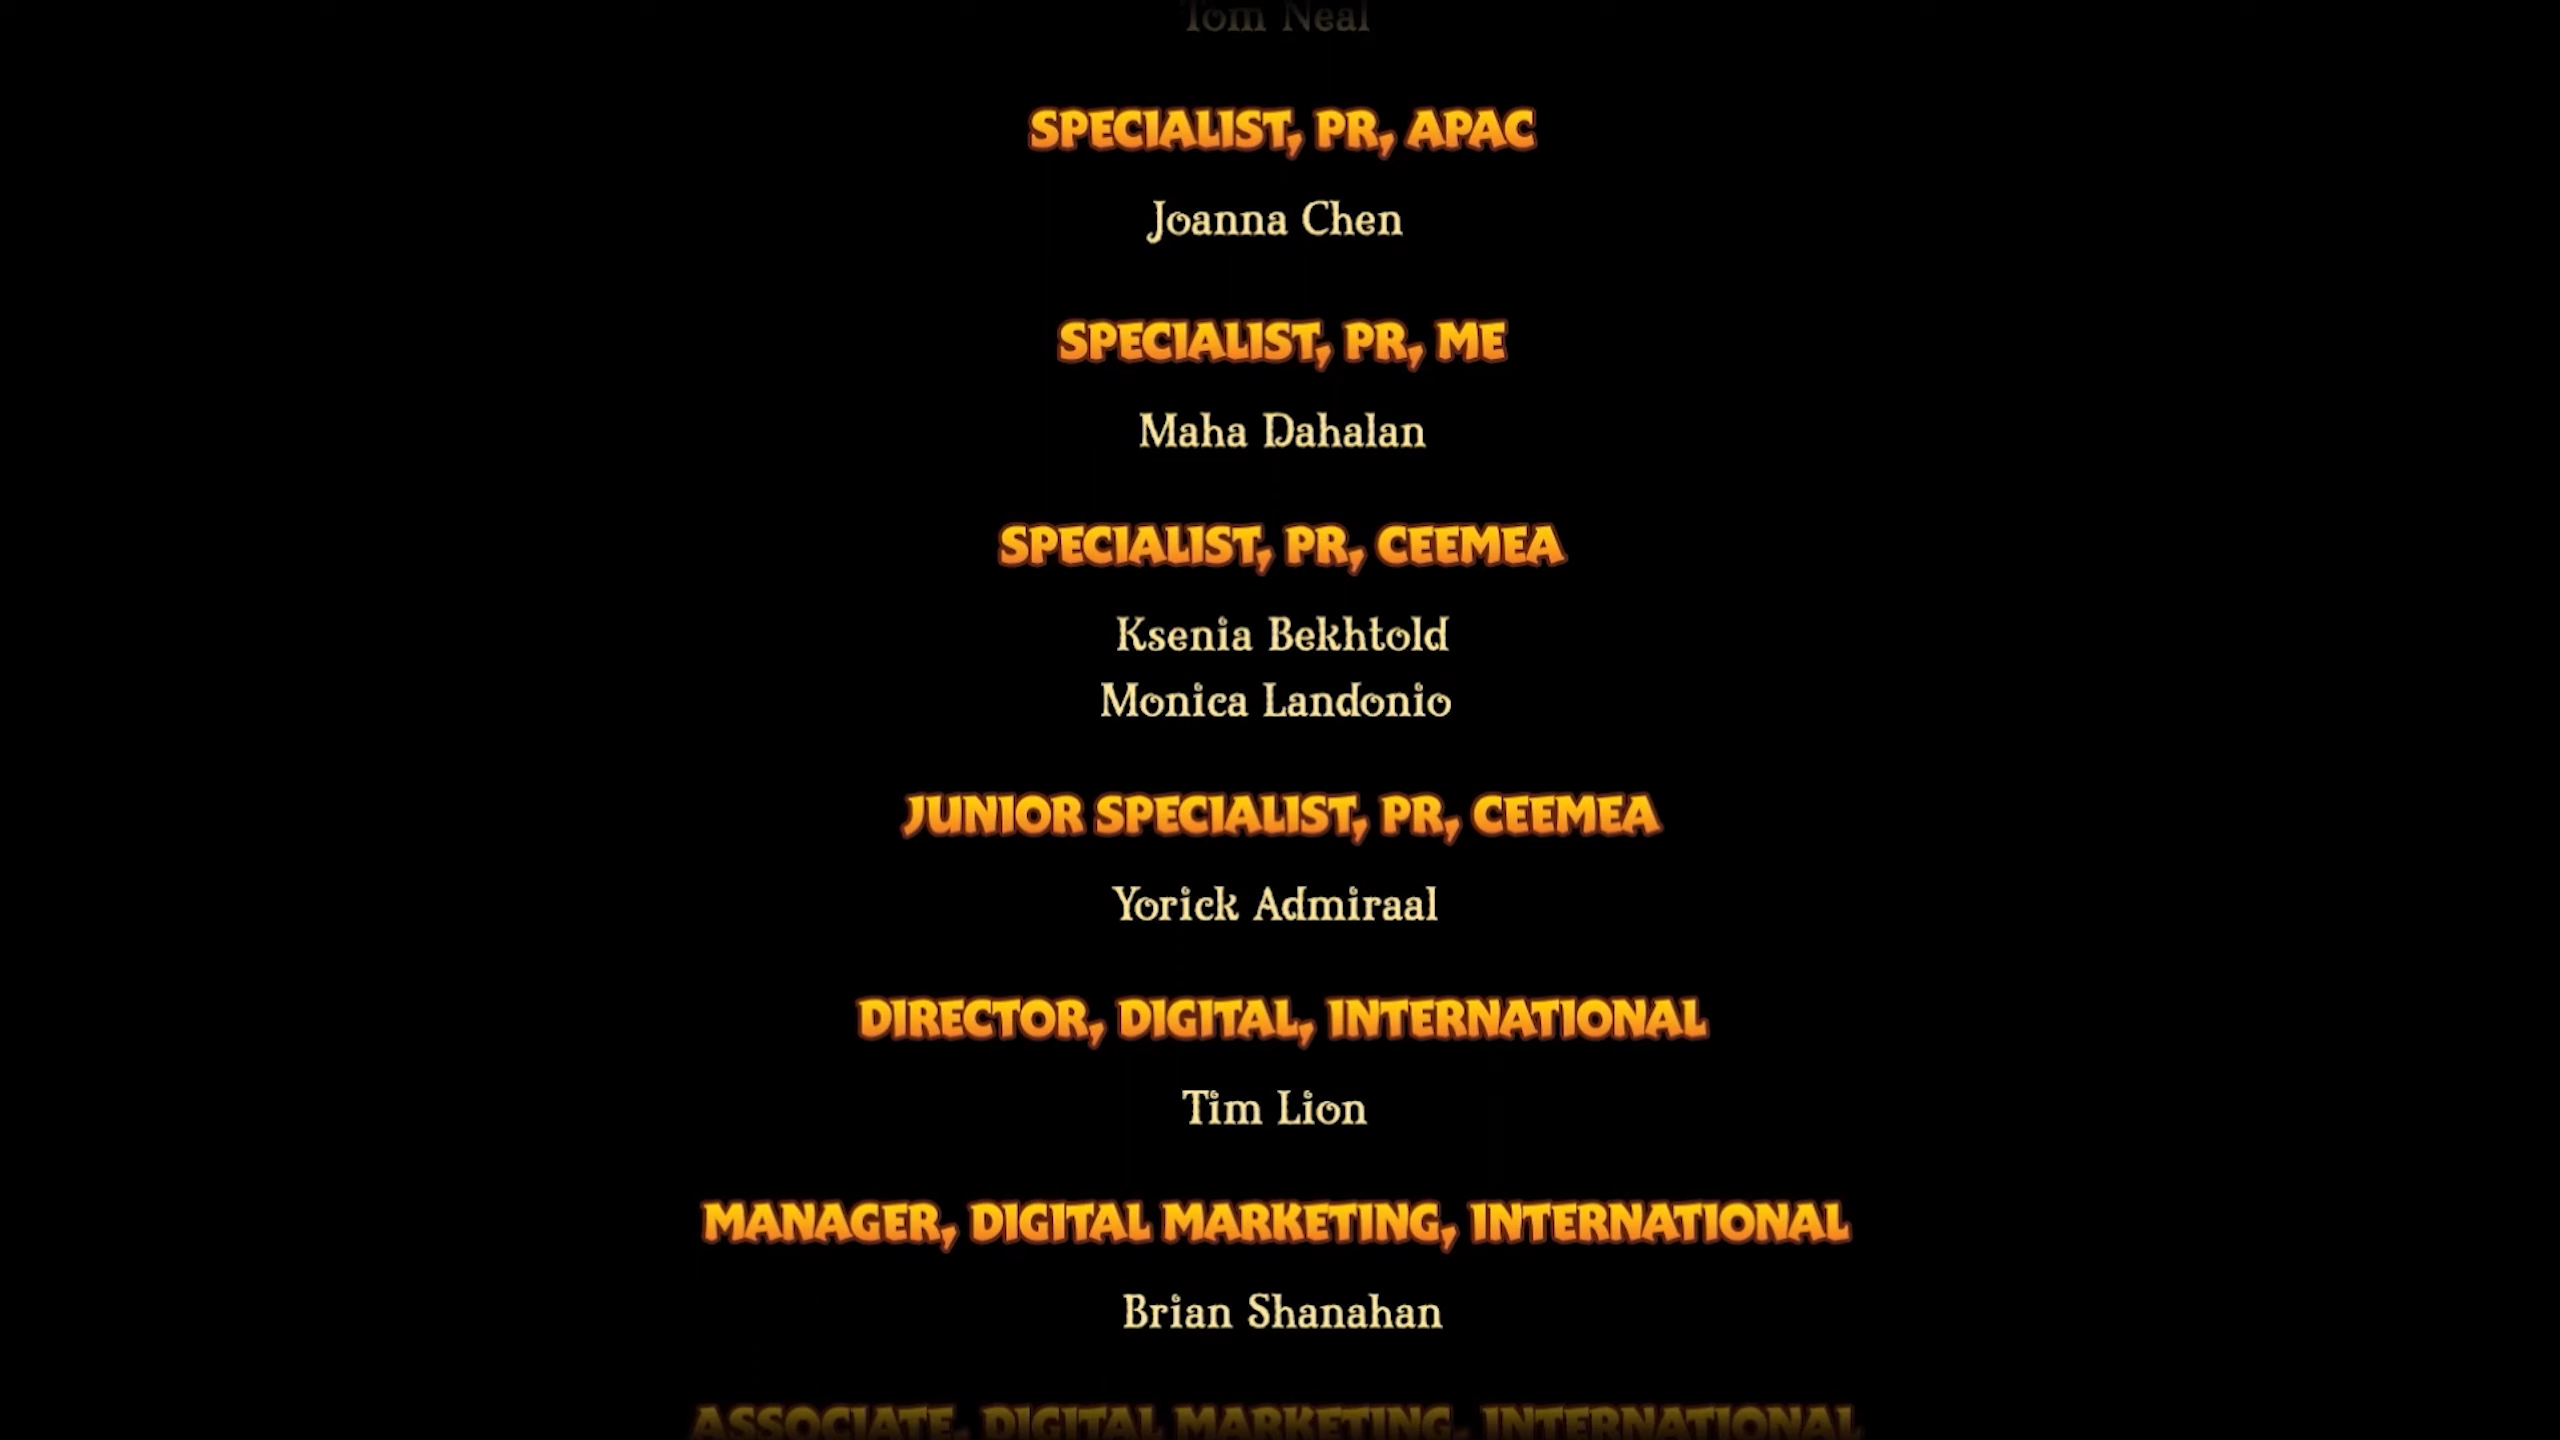 Tom Neal
SPECIALIST, PR, APAC
Joanna Chen
SPECIALIST, PR, ME
Maha Dahalan
SPECIALIST, PR, CEEMEA
Ksenia Bekhtold
Monica Landonio
JUNIOR SPECIALIST, PR, CEEMEA
Yorick Admiraal
DIRECTOR, DIGITAL, INTERNATIONAL
Tim Lion
MANAGER, DIGITAL MARKETING, INTERNATIONAL
Brian Shanahan
ASSOCIATE, DIGITAL MARKETING, INTERNATIONAL